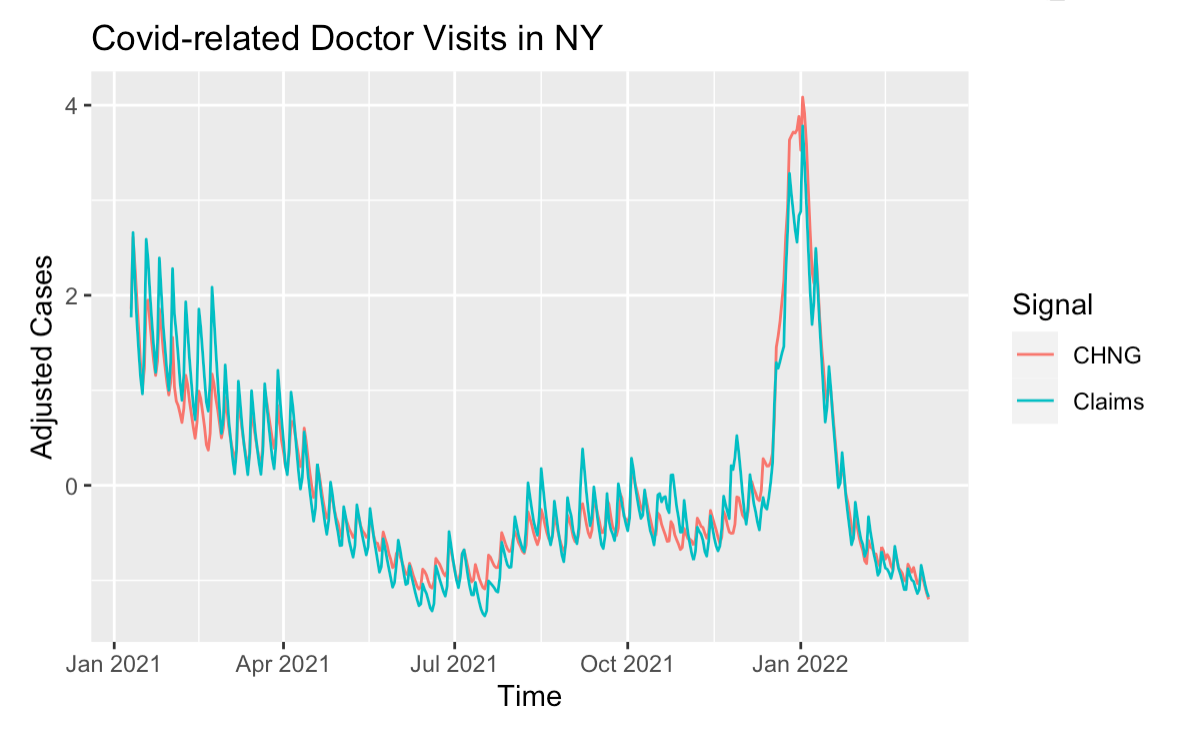 Covid-related Doctor Visits in NY
Adjusted Cases
4
2
0
Jan 2021 Apr 2021 Jul 2021 Oct 2021 Jan 2022
Time
Signal
CHNG
Claims